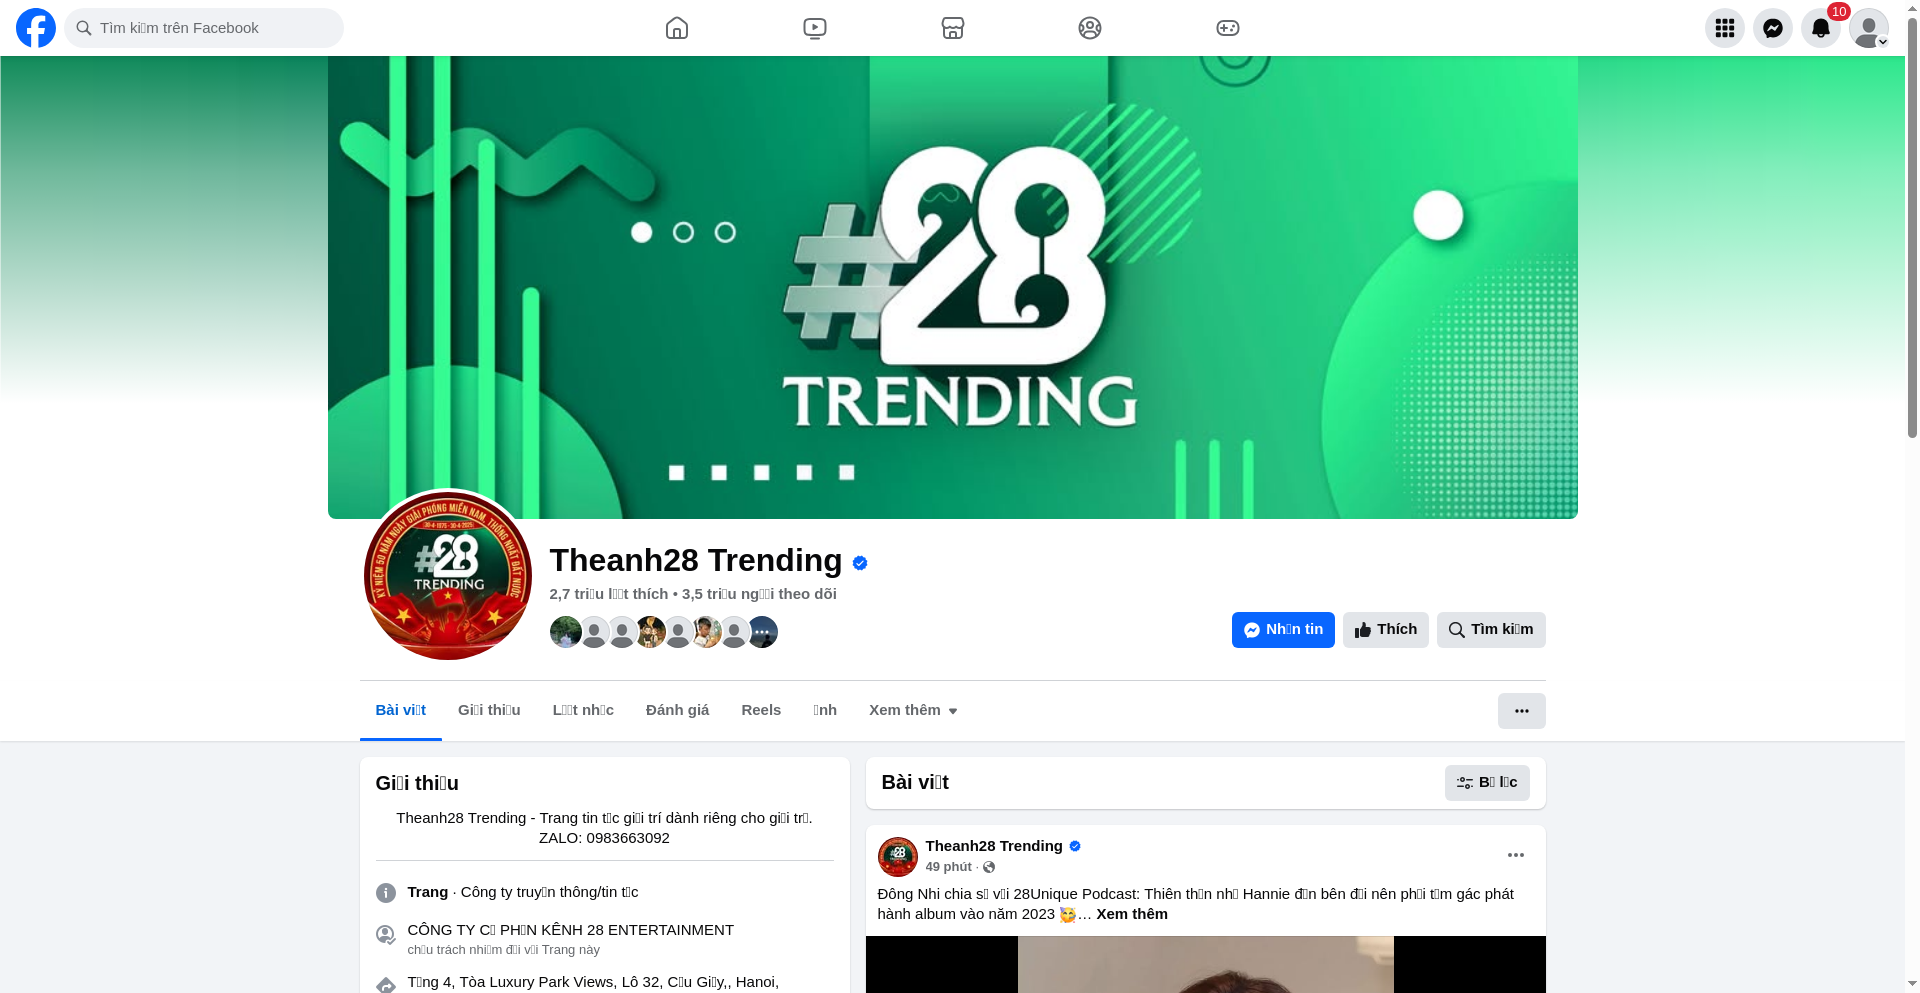 Tìm ki▯m trên Facebook
10
#28
TRENDING
KỶ NIỆM 50 NĂM NGÀY GIẢI PHÓNG MIỀN NAM, THỐNG NHẤT ĐẤT NƯỚC
30-4-1975 - 30-4-2025
#28
TRENDING
Theanh28 Trending
2,7 tri▯u l▯▯t thích • 3,5 tri▯u ng▯▯i theo dõi
Nh▯n tin
Thích
Tìm ki▯m
Bài vi▯t
Gi▯i thi▯u
L▯▯t nh▯c
Đánh giá
Reels
▯nh
Xem thêm
Gi▯i thi▯u
Theanh28 Trending - Trang tin t▯c gi▯i trí dành riêng cho gi▯i tr▯.
ZALO: 0983663092
Trang · Công ty truy▯n thông/tin t▯c
CÔNG TY C▯ PH▯N KÊNH 28 ENTERTAINMENT
ch▯u trách nhi▯m đ▯i v▯i Trang này
T▯ng 4, Tòa Luxury Park Views, Lô 32, C▯u Gi▯y,, Hanoi,
Bài vi▯t
B▯ l▯c
Theanh28 Trending
49 phút ·
Đông Nhi chia s▯ v▯i 28Unique Podcast: Thiên th▯n nh▯ Hannie đ▯n bên đ▯i nên ph▯i t▯m gác phát
hành album vào năm 2023 🥰… Xem thêm